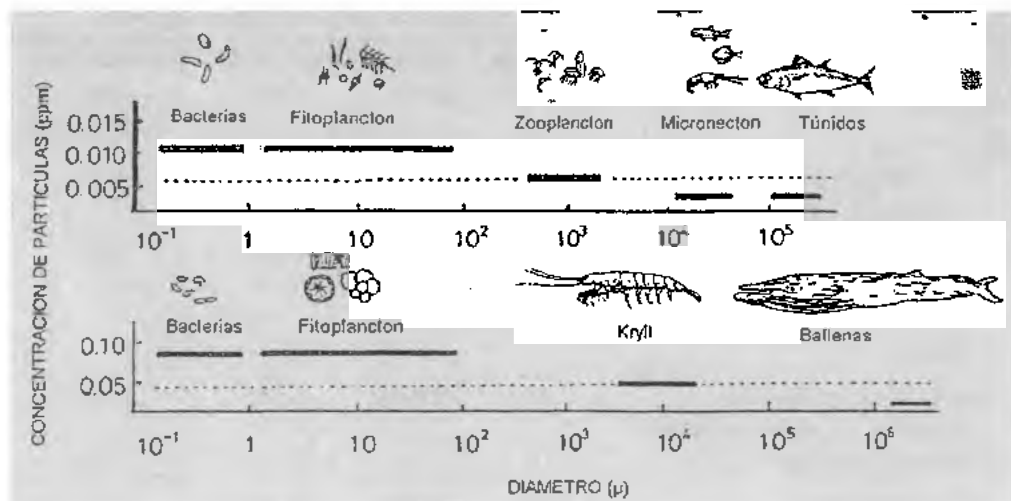 Bacterias Fitoplancton Zooplencton Micronecton Túnidos
CONCENTRACION DE PARTICULAS (ppm)
0.015
0.010
0.005
10⁻¹ 1 10 10² 10³ 10⁴ 10⁵
Bacterias Fitoplancton Kryll Ballenas
0.10
0.05
10⁻¹ 1 10 10² 10³ 10⁴ 10⁵ 10⁶
DIAMETRO (µ)